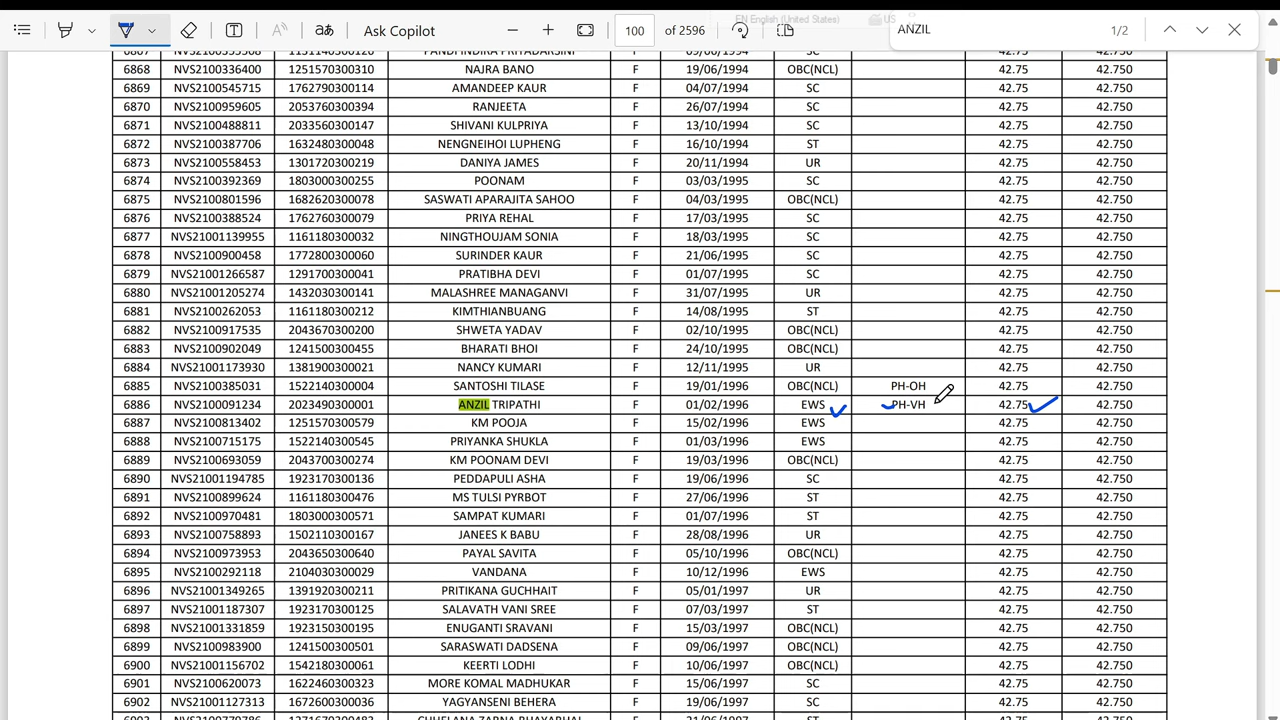 Ask Copilot
100 of 2596
EN English (United States)
US
ANZIL
1/2
6868 NVS2100336400 1251570300310 NAJRA BANO F 19/06/1994 OBC(NCL) 42.75 42.750
6869 NVS2100545715 1762790300114 AMANDEEP KAUR F 04/07/1994 SC 42.75 42.750
6870 NVS2100959605 2053760300394 RANJEETA F 26/07/1994 SC 42.75 42.750
6871 NVS2100488811 2033560300147 SHIVANI KULPRIYA F 13/10/1994 SC 42.75 42.750
6872 NVS2100387706 1632480300048 NENGNEIHOI LUPHENG F 16/10/1994 ST 42.75 42.750
6873 NVS2100558453 1301720300219 DANIYA JAMES F 20/11/1994 UR 42.75 42.750
6874 NVS2100392369 1803000300255 POONAM F 03/03/1995 SC 42.75 42.750
6875 NVS2100801596 1682620300078 SASWATI APARAJITA SAHOO F 04/03/1995 OBC(NCL) 42.75 42.750
6876 NVS2100388524 1762760300079 PRIYA REHAL F 17/03/1995 SC 42.75 42.750
6877 NVS21001139955 1161180300032 NINGTHOUJAM SONIA F 18/03/1995 SC 42.75 42.750
6878 NVS2100900458 1772800300060 SURINDER KAUR F 21/06/1995 SC 42.75 42.750
6879 NVS21001266587 1291700300041 PRATIBHA DEVI F 01/07/1995 SC 42.75 42.750
6880 NVS21001205274 1432030300141 MALASHREE MANAGANVI F 31/07/1995 UR 42.75 42.750
6881 NVS2100262053 1161180300212 KIMTHIANBUANG F 14/08/1995 ST 42.75 42.750
6882 NVS2100917535 2043670300200 SHWETA YADAV F 02/10/1995 OBC(NCL) 42.75 42.750
6883 NVS2100902049 1241500300455 BHARATI BHOI F 24/10/1995 OBC(NCL) 42.75 42.750
6884 NVS21001173930 1381900300021 NANCY KUMARI F 12/11/1995 UR 42.75 42.750
6885 NVS2100385031 1522140300004 SANTOSHI TILASE F 19/01/1996 OBC(NCL) PH-OH 42.75 42.750
6886 NVS2100091234 2023490300001 ANZIL TRIPATHI F 01/02/1996 EWS PH-VH 42.75 42.750
6887 NVS2100813402 1251570300579 KM POOJA F 15/02/1996 EWS 42.75 42.750
6888 NVS2100715175 1522140300545 PRIYANKA SHUKLA F 01/03/1996 EWS 42.75 42.750
6889 NVS2100693059 2043700300274 KM POONAM DEVI F 19/03/1996 OBC(NCL) 42.75 42.750
6890 NVS21001194785 1923170300136 PEDDAPULI ASHA F 19/06/1996 SC 42.75 42.750
6891 NVS2100899624 1161180300476 MS TULSI PYRBOT F 27/06/1996 ST 42.75 42.750
6892 NVS2100970481 1803000300571 SAMPAT KUMARI F 01/07/1996 ST 42.75 42.750
6893 NVS2100758893 1502110300167 JANEES K BABU F 28/08/1996 UR 42.75 42.750
6894 NVS2100973953 2043650300640 PAYAL SAVITA F 05/10/1996 OBC(NCL) 42.75 42.750
6895 NVS2100292118 2104030300029 VANDANA F 10/12/1996 EWS 42.75 42.750
6896 NVS21001349265 1391920300211 PRITIKANA GUCHHAIT F 05/01/1997 UR 42.75 42.750
6897 NVS21001187307 1923170300125 SALAVATH VANI SREE F 07/03/1997 ST 42.75 42.750
6898 NVS21001331859 1923150300195 ENUGANTI SRAVANI F 15/03/1997 OBC(NCL) 42.75 42.750
6899 NVS2100983900 1241500300501 SARASWATI DADSENA F 09/06/1997 OBC(NCL) 42.75 42.750
6900 NVS21001156702 1542180300061 KEERTI LODHI F 10/06/1997 OBC(NCL) 42.75 42.750
6901 NVS2100620073 1622460300323 MORE KOMAL MADHUKAR F 15/06/1997 SC 42.75 42.750
6902 NVS21001127313 1672600300036 YAGYANSENI BEHERA F 19/06/1997 SC 42.75 42.750